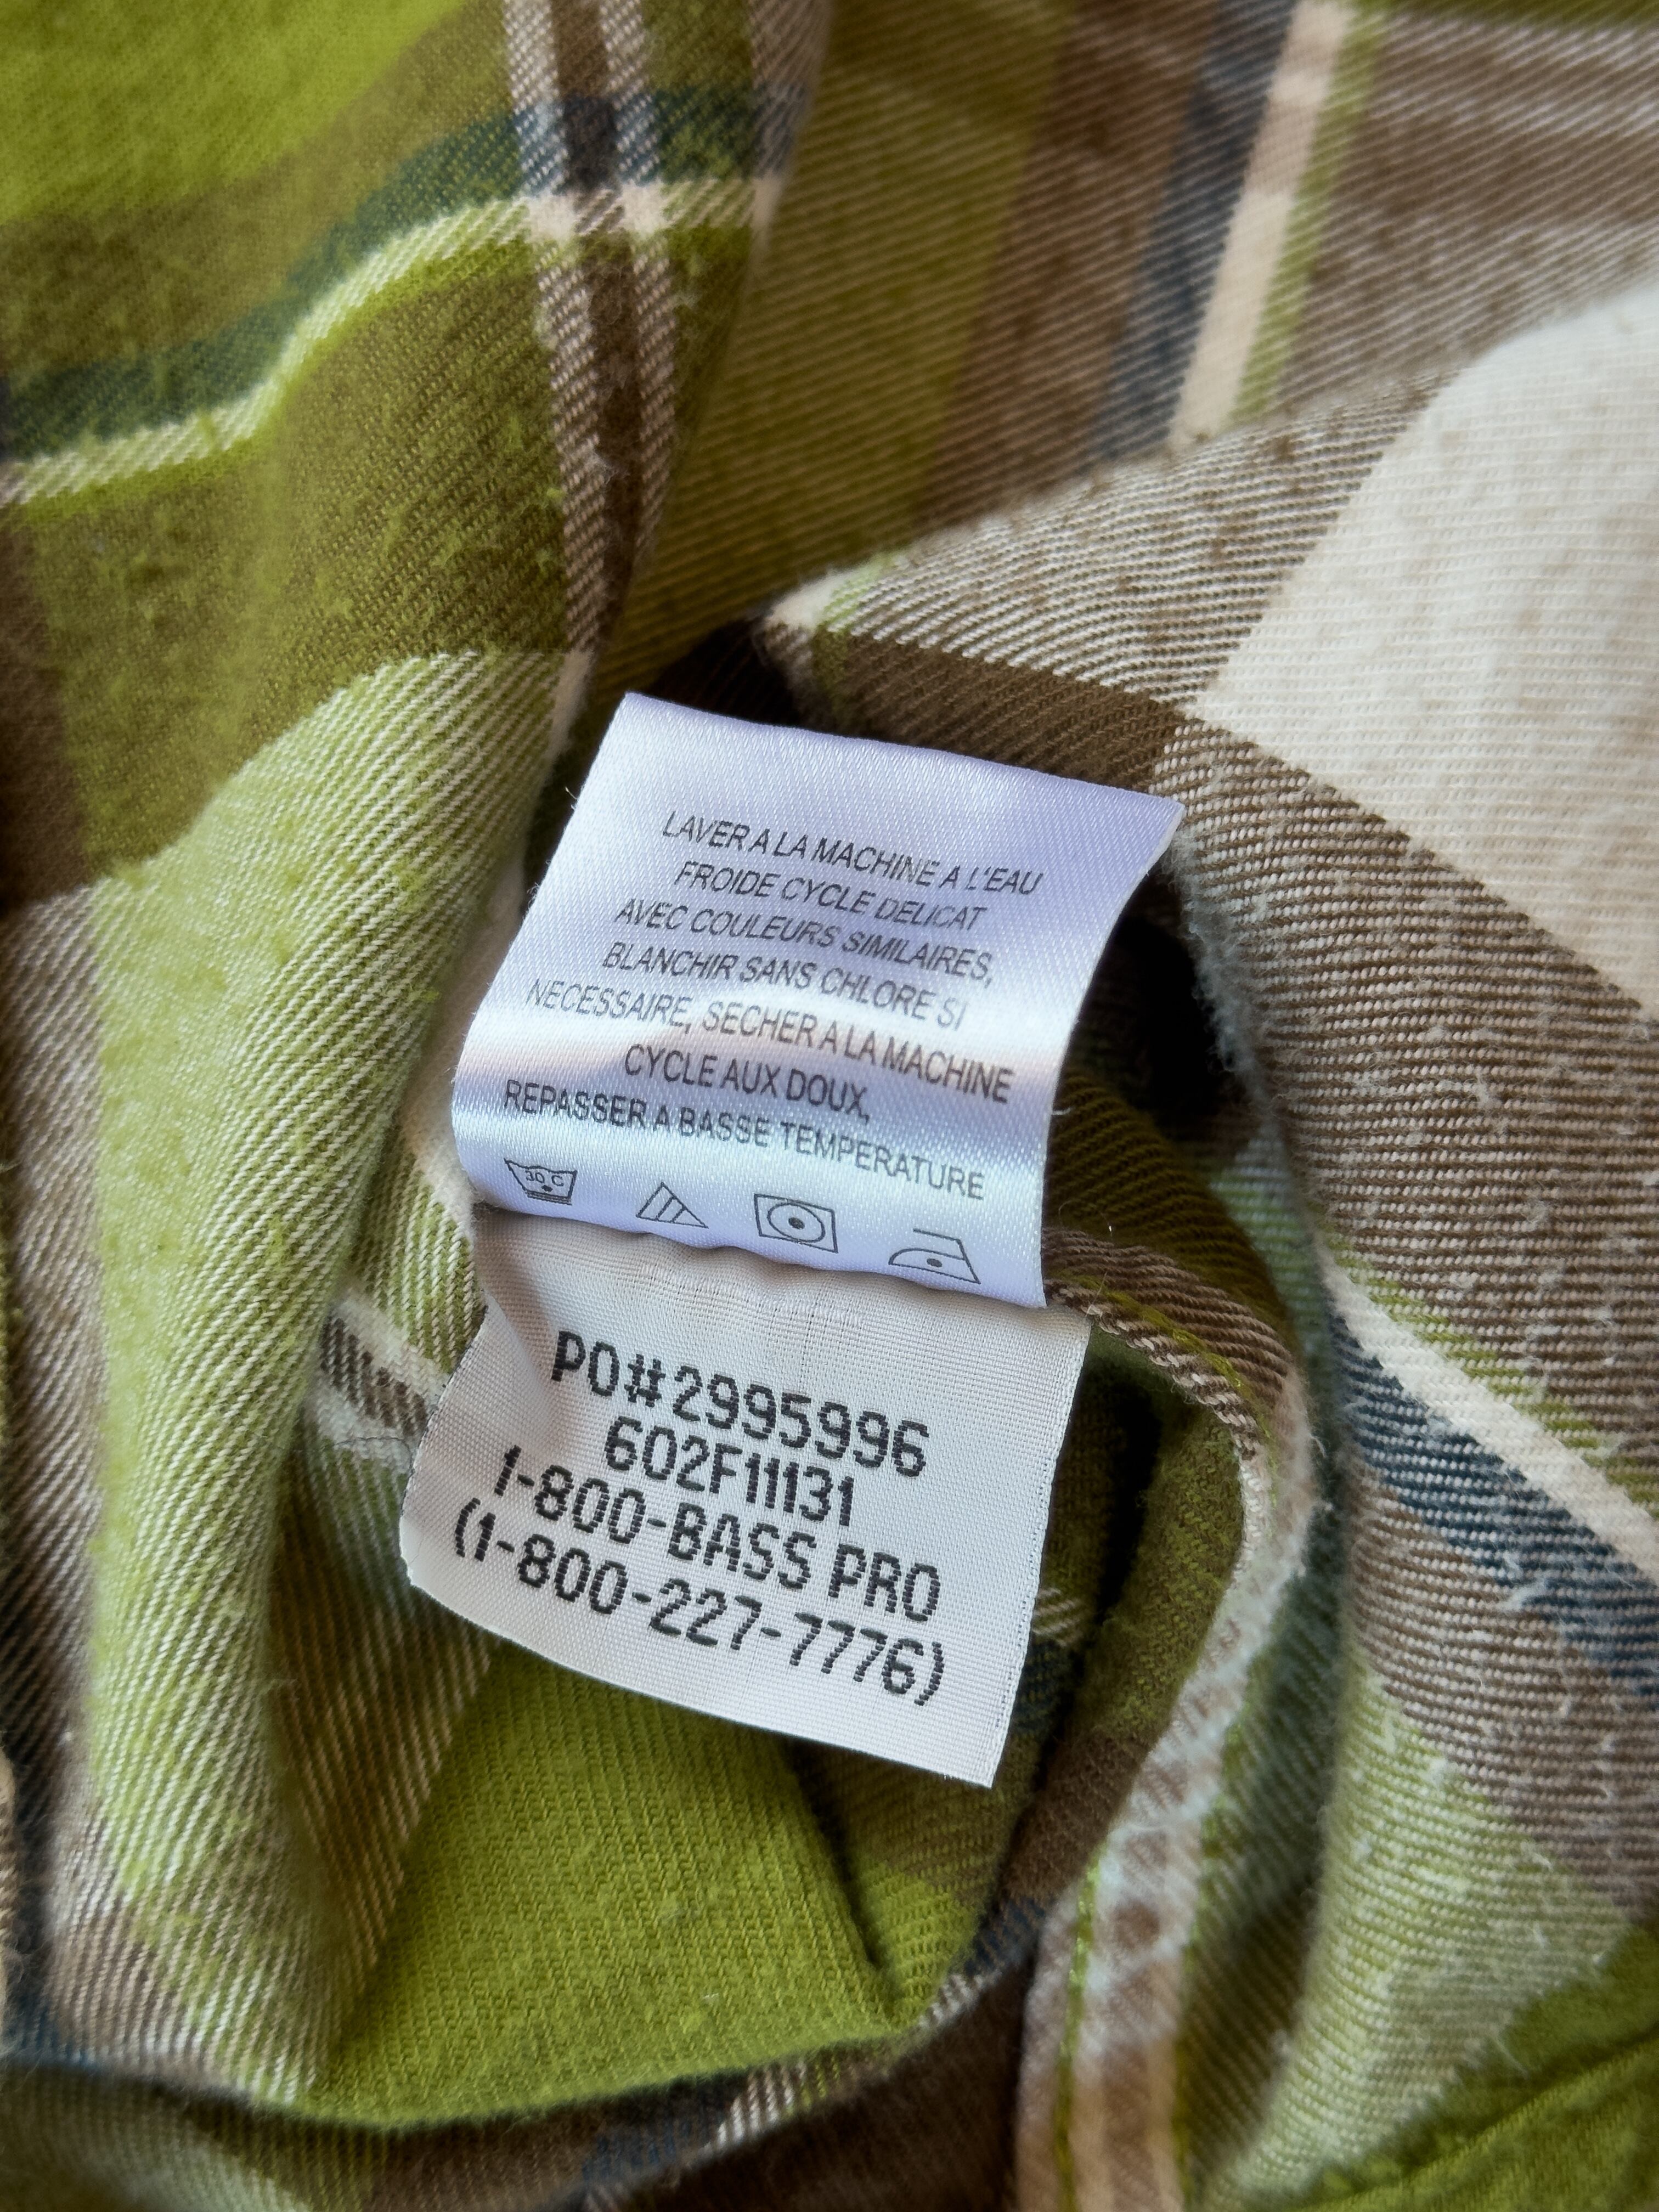 LAVER A LA MACHINE A L'EAU
FROIDE CYCLE DELICAT
AVEC COULEURS SIMILAIRES,
BLANCHIR SANS CHLORE SI
NECESSAIRE, SECHER A LA MACHINE
CYCLE AUX DOUX,
REPASSER A BASSE TEMPERATURE
30 C
PO#2995996
602F11131
1-800-BASS PRO
(1-800-227-7776)